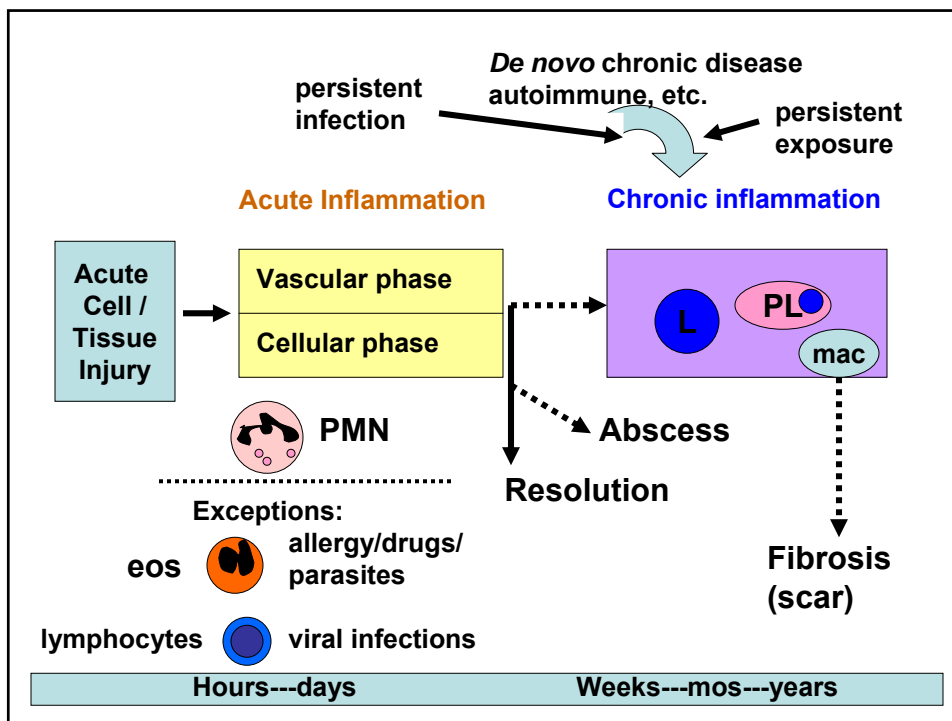 De novo chronic disease
autoimmune, etc.
persistent
infection
persistent
exposure
Acute Inflammation
Chronic inflammation
Acute
Cell /
Tissue
Injury
Vascular phase
Cellular phase
L
PL
mac
PMN
Abscess
Resolution
Exceptions:
eos
allergy/drugs/
parasites
Fibrosis
(scar)
lymphocytes
viral infections
Hours---days
Weeks---mos---years